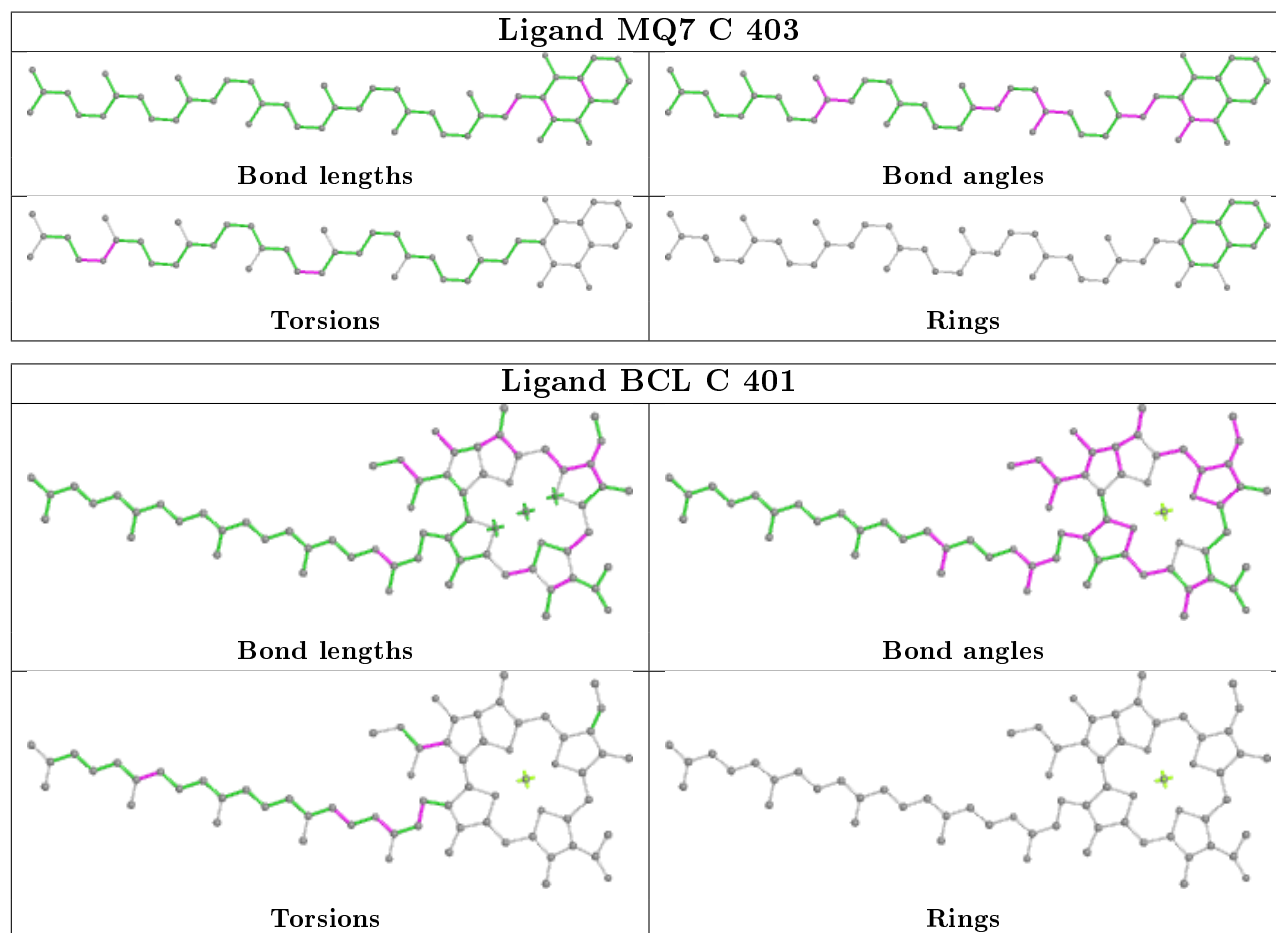 Ligand MQ7 C 403
Bond lengths
Bond angles
Torsions
Rings
Ligand BCL C 401
Bond lengths
Bond angles
Torsions
Rings